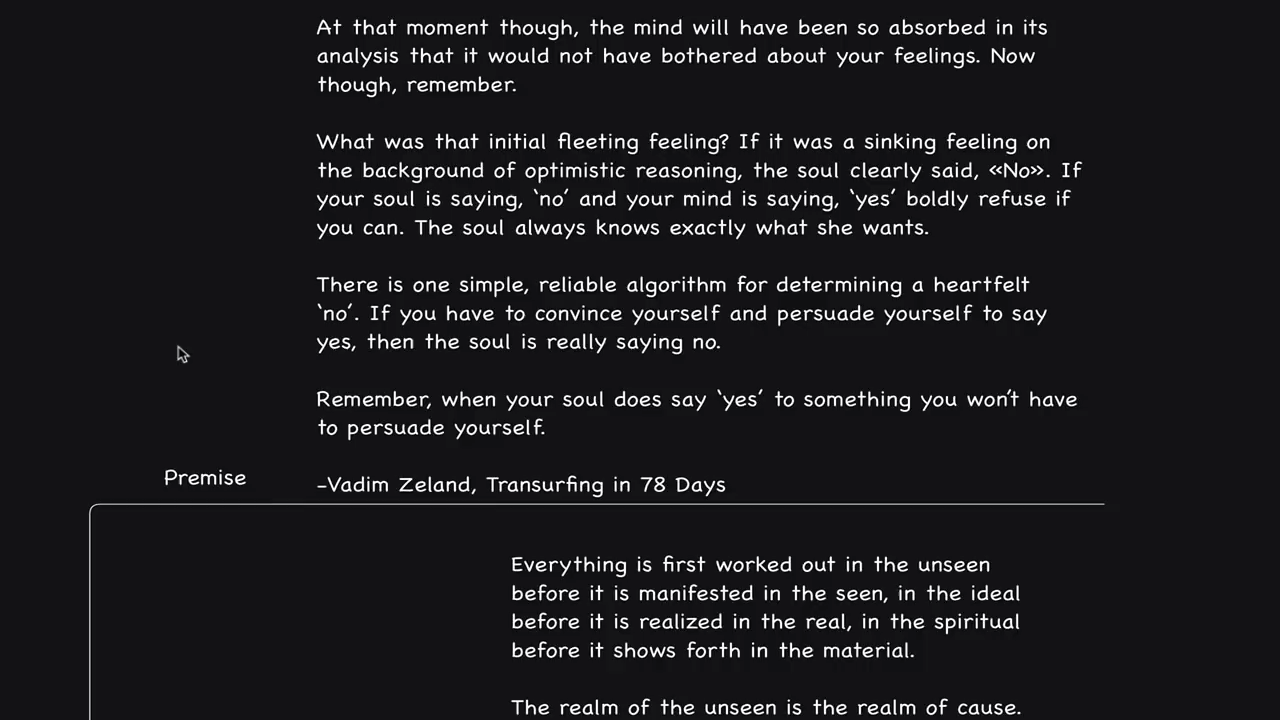 At that moment though, the mind will have been so absorbed in its
analysis that it would not have bothered about your feelings. Now
though, remember.
What was that initial fleeting feeling? If it was a sinking feeling on
the background of optimistic reasoning, the soul clearly said, «No». If
your soul is saying, ‘no’ and your mind is saying, ‘yes’ boldly refuse if
you can. The soul always knows exactly what she wants.
There is one simple, reliable algorithm for determining a heartfelt
‘no’. If you have to convince yourself and persuade yourself to say
yes, then the soul is really saying no.
Remember, when your soul does say ‘yes’ to something you won’t have
to persuade yourself.
–Vadim Zeland, Transurfing in 78 Days
Premise
Everything is first worked out in the unseen
before it is manifested in the seen, in the ideal
before it is realized in the real, in the spiritual
before it shows forth in the material.
The realm of the unseen is the realm of cause.